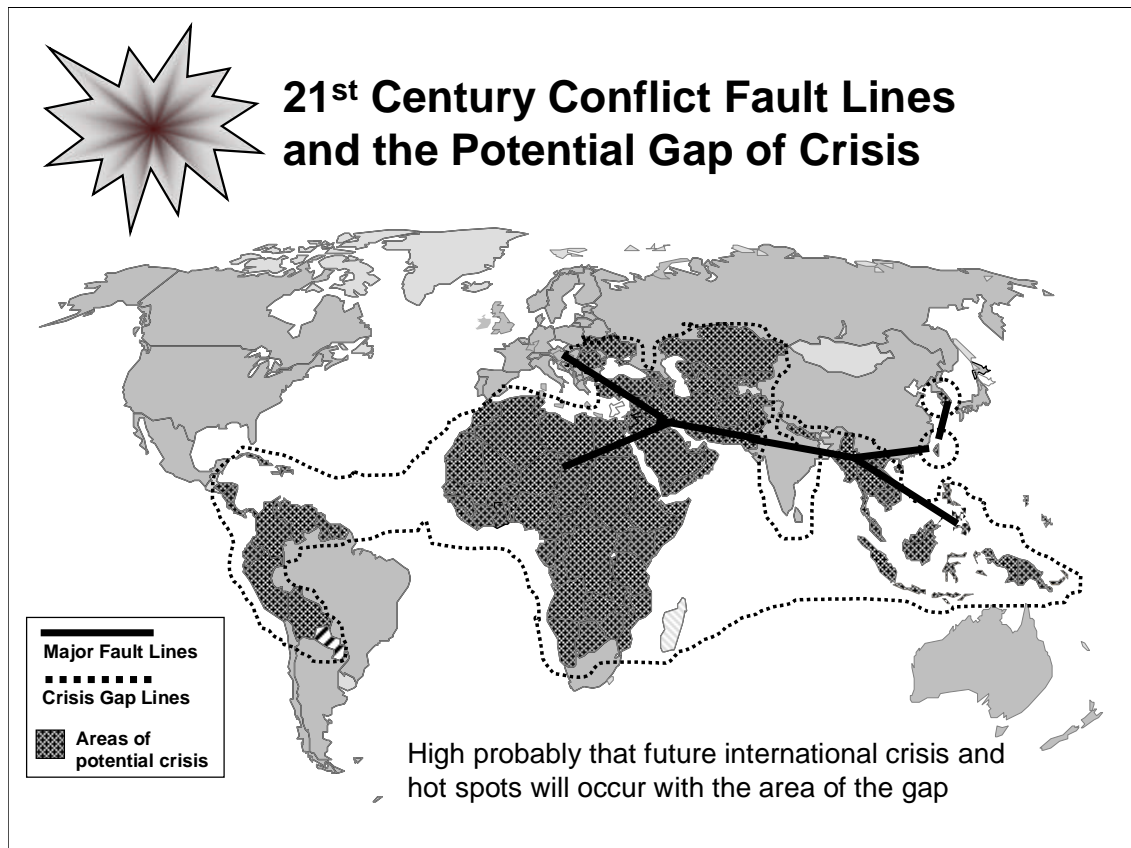 21st Century Conflict Fault Lines
and the Potential Gap of Crisis
Major Fault Lines
Crisis Gap Lines
Areas of
potential crisis
High probably that future international crisis and
hot spots will occur with the area of the gap